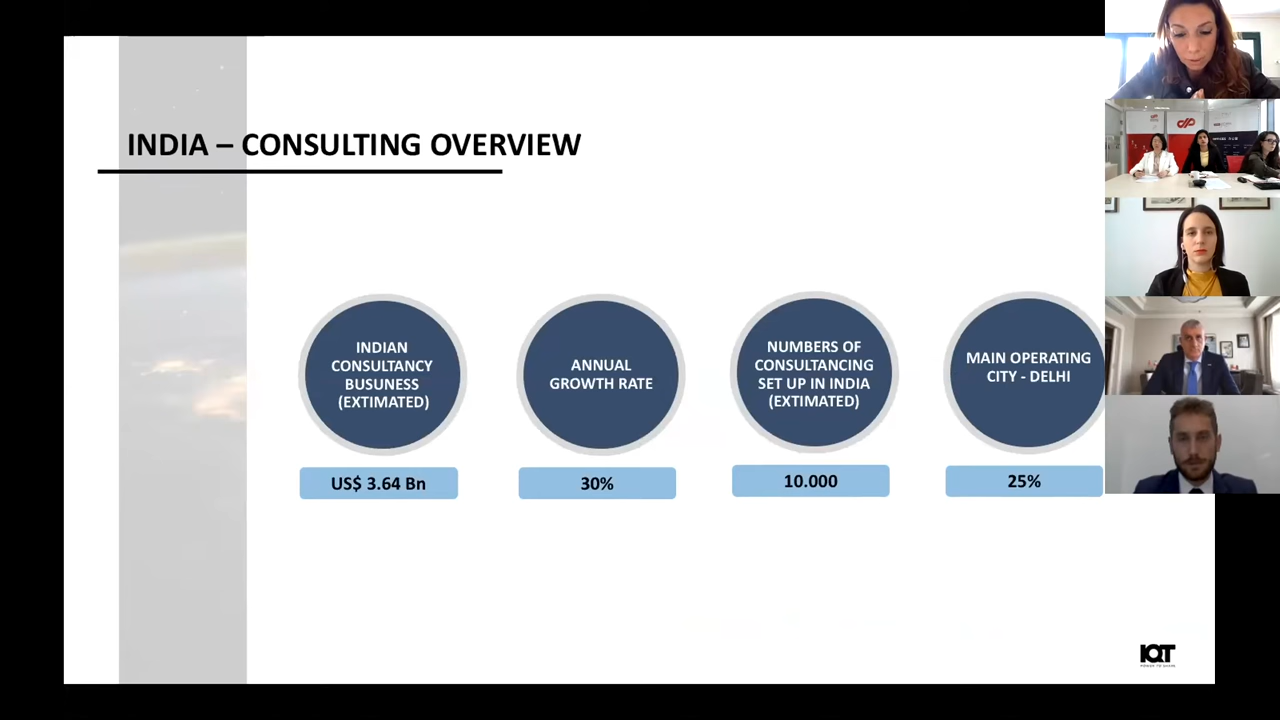 INDIA – CONSULTING OVERVIEW
INDIAN
CONSULTANCY
BUSUNESS
(EXTIMATED)
US$ 3.64 Bn
ANNUAL
GROWTH RATE
30%
NUMBERS OF
CONSULTANCING
SET UP IN INDIA
(EXTIMATED)
10.000
MAIN OPERATING
CITY - DELHI
25%
IQT